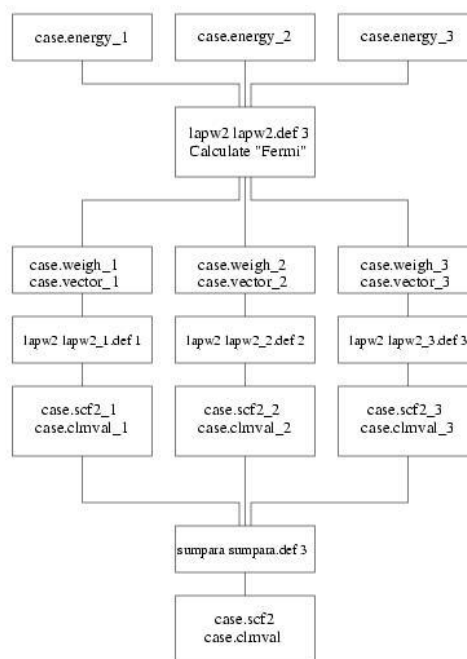 case.energy_1
case.energy_2
case.energy_3
lapw2 lapw2.def 3
Calculate "Fermi"
case.weigh_1
case.vector_1
case.weigh_2
case.vector_2
case.weigh_3
case.vector_3
lapw2 lapw2_1.def 1
lapw2 lapw2_2.def 2
lapw2 lapw2_3.def 3
case.scf2_1
case.clmval_1
case.scf2_2
case.clmval_2
case.scf2_3
case.clmval_3
sumpara sumpara.def 3
case.scf2
case.clmval